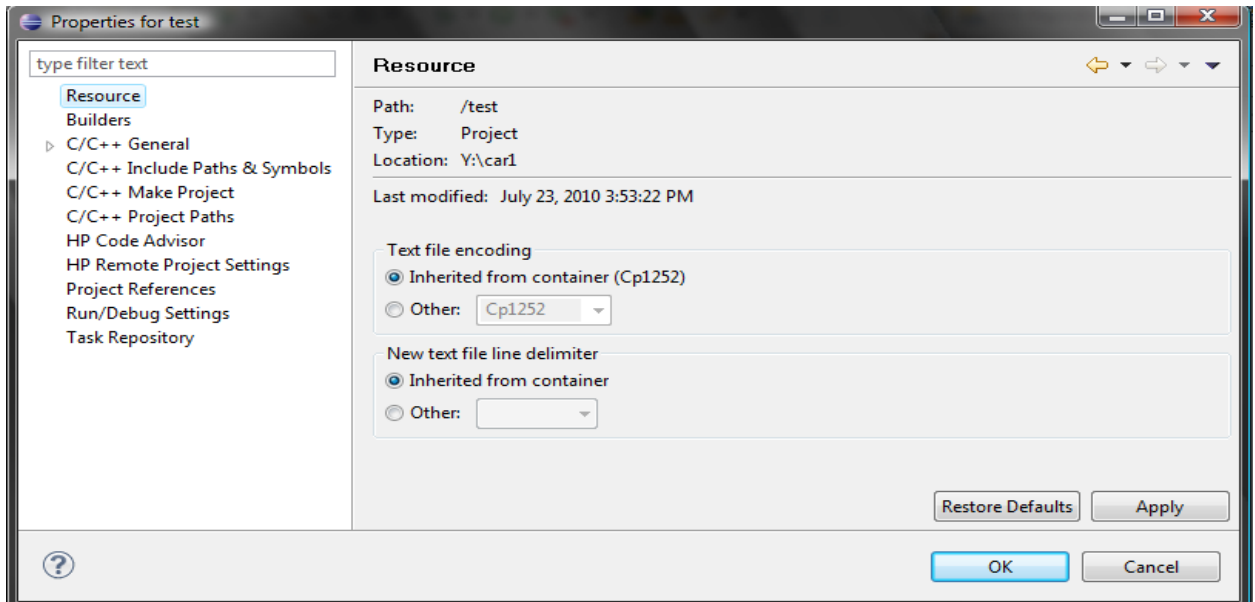 Properties for test
type filter text
Resource
Builders
C/C++ General
C/C++ Include Paths & Symbols
C/C++ Make Project
C/C++ Project Paths
HP Code Advisor
HP Remote Project Settings
Project References
Run/Debug Settings
Task Repository
Resource
Path: /test
Type: Project
Location: Y:\car1
Last modified: July 23, 2010 3:53:22 PM
Text file encoding
Inherited from container (Cp1252)
Other: Cp1252
New text file line delimiter
Inherited from container
Other:
Restore Defaults Apply
? OK Cancel